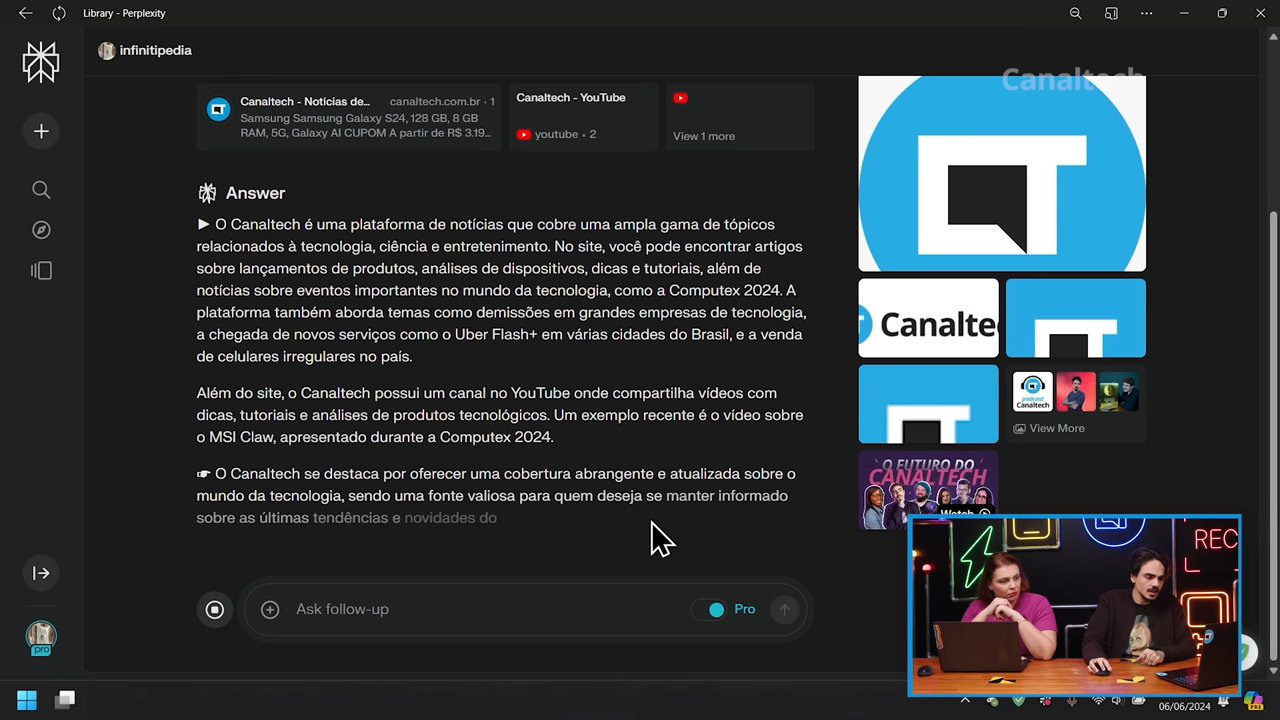 Library - Perplexity
infinitipedia
Canaltech
Canaltech - Notícias de...
canaltech.com.br · 1
Samsung Samsung Galaxy S24, 128 GB, 8 GB
RAM, 5G, Galaxy AI CUPOM A partir de R$ 3.19...
Canaltech - YouTube
youtube · 2
View 1 more
Answer
► O Canaltech é uma plataforma de notícias que cobre uma ampla gama de tópicos
relacionados à tecnologia, ciência e entretenimento. No site, você pode encontrar artigos
sobre lançamentos de produtos, análises de dispositivos, dicas e tutoriais, além de
notícias sobre eventos importantes no mundo da tecnologia, como a Computex 2024. A
plataforma também aborda temas como demissões em grandes empresas de tecnologia,
a chegada de novos serviços como o Uber Flash+ em várias cidades do Brasil, e a venda
de celulares irregulares no país.
Além do site, o Canaltech possui um canal no YouTube onde compartilha vídeos com
dicas, tutoriais e análises de produtos tecnológicos. Um exemplo recente é o vídeo sobre
o MSI Claw, apresentado durante a Computex 2024.
☛ O Canaltech se destaca por oferecer uma cobertura abrangente e atualizada sobre o
mundo da tecnologia, sendo uma fonte valiosa para quem deseja se manter informado
sobre as últimas tendências e novidades do
Canalte
podcast
Canaltech
View More
O FUTURO DO
CANALTECH
Watch
REC
Ask follow-up
Pro
pro
06/06/2024
PRE